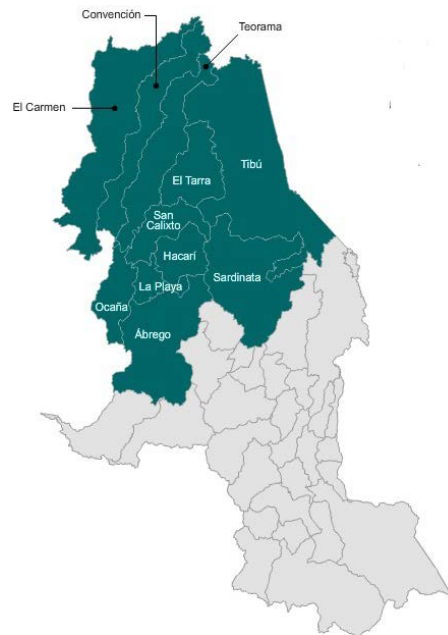 Convención
Teorama
El Carmen
Tibú
El Tarra
San
Calixto
Hacarí
Sardinata
La Playa
Ocaña
Ábrego